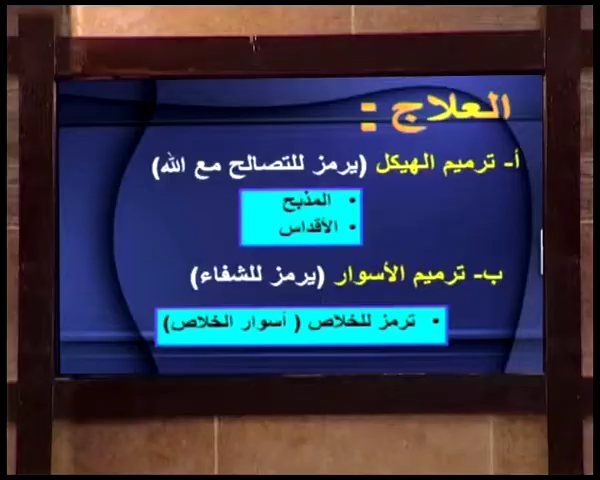 العلاج :
أ- ترميم الهيكل (يرمز للتصالح مع الله)
• المذبح
• الأقداس
ب- ترميم الأسوار (يرمز للشفاء)
• ترمز للخلاص ( أسوار الخلاص)